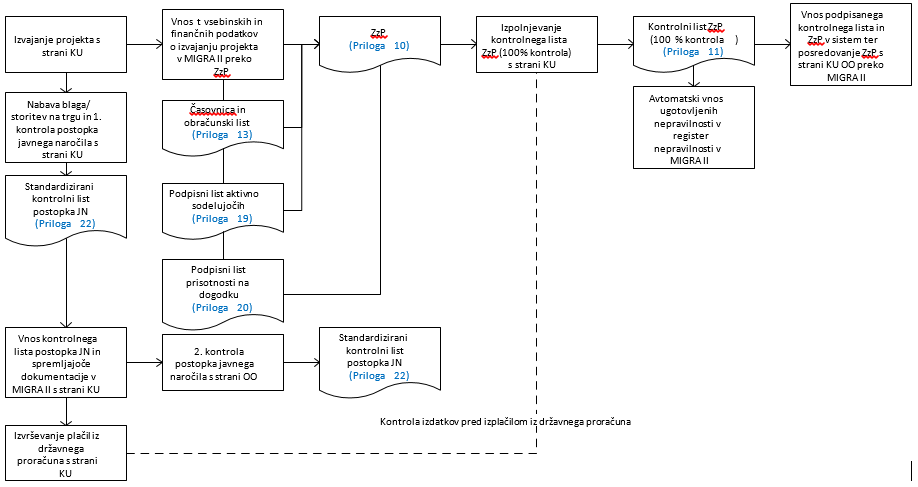 Izvajanje projekta s
strani KU
Vnos t vsebinskih in
finančnih podatkov
o izvajanju projekta
v MIGRA II preko
ZzP
ZzP
(Priloga 10)
Izpolnjevanje
kontrolnega lista
ZzP (100% kontrola)
s strani KU
Kontrolni list ZzP
(100 % kontrola )
(Priloga 11)
Vnos podpisanega
kontrolnega lista in
ZzP v sistem ter
posredovanje ZzP s
strani KU OO preko
MIGRA II
Nabava blaga/
storitev na trgu in 1.
kontrola postopka
javnega naročila s
strani KU
Časovnica in
obračunski list
(Priloga 13)
Avtomatski vnos
ugotovljenih
nepravilnosti v
register
nepravilnosti v
MIGRA II
Standardizirani
kontrolni list
postopka JN
(Priloga 22)
Podpisni list aktivno
sodelujočih
(Priloga 19)
Podpisni list
prisotnosti na
dogodku
(Priloga 20)
Vnos kontrolnega
lista postopka JN in
spremljajoče
dokumentacije v
MIGRA II s strani KU
2. kontrola
postopka javnega
naročila s strani OO
Standardizirani
kontrolni list
postopka JN
(Priloga 22)
Kontrola izdatkov pred izplačilom iz državnega proračuna
Izvrševanje plačil iz
državnega
proračuna s strani
KU